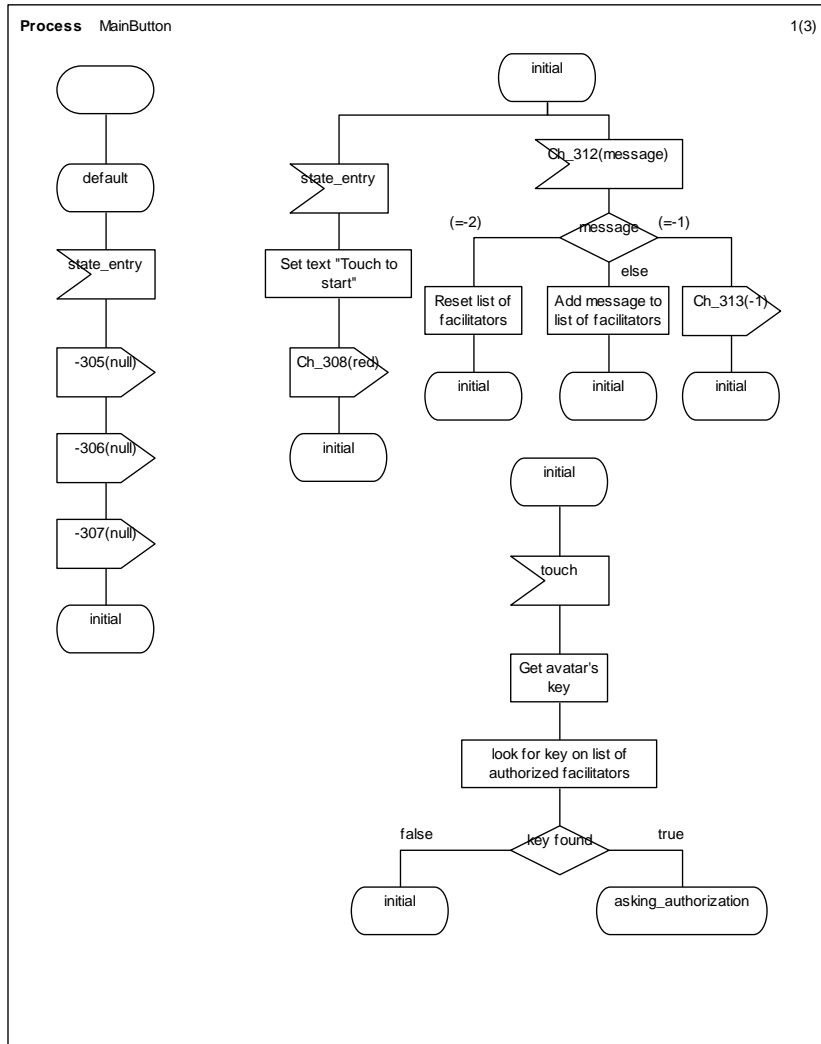 Process MainButton
1(3)
default
state_entry
-305(null)
-306(null)
-307(null)
initial
initial
state_entry
Set text "Touch to
start"
Ch_308(red)
initial
Ch_312(message)
message
(=-2)
(=-1)
else
Reset list of
facilitators
Add message to
list of facilitators
Ch_313(-1)
initial
initial
initial
initial
touch
Get avatar's
key
look for key on list of
authorized facilitators
key found
false
true
initial
asking_authorization